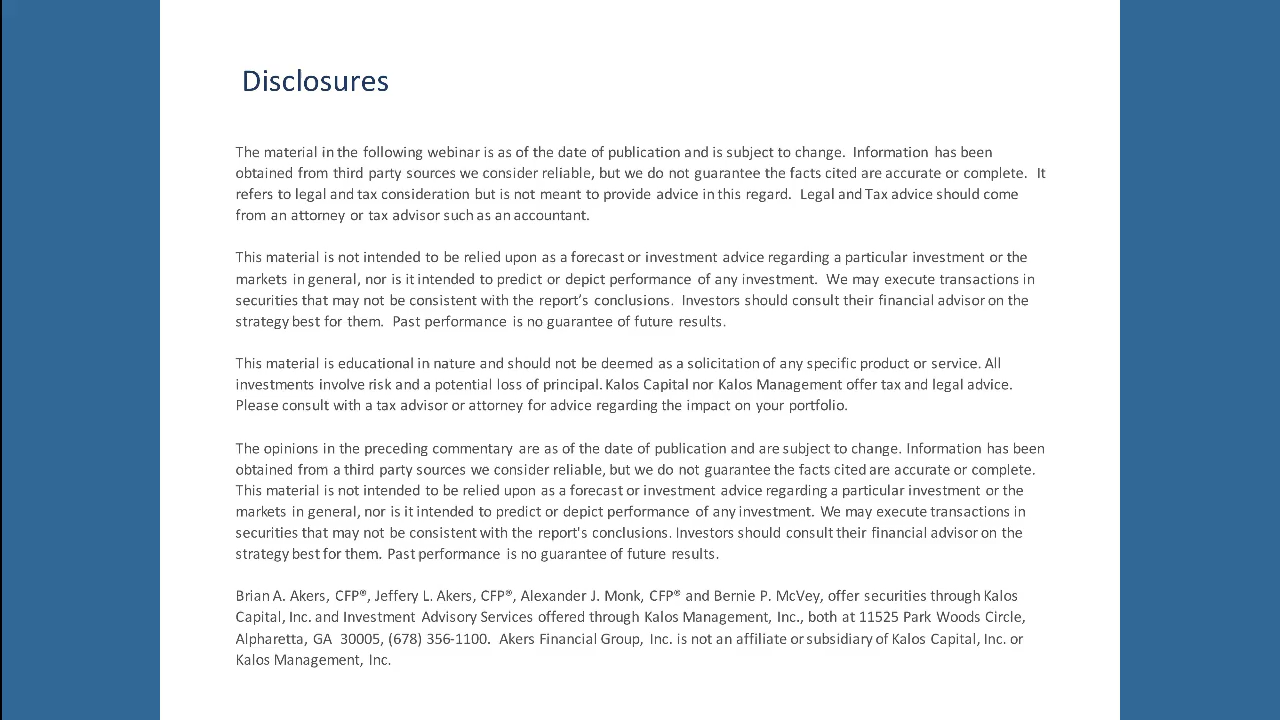 Disclosures
The material in the following webinar is as of the date of publication and is subject to change.  Information has been
obtained from third party sources we consider reliable, but we do not guarantee the facts cited are accurate or complete.  It
refers to legal and tax consideration but is not meant to provide advice in this regard.  Legal and Tax advice should come
from an attorney or tax advisor such as an accountant.
This material is not intended to be relied upon as a forecast or investment advice regarding a particular investment or the
markets in general, nor is it intended to predict or depict performance of any investment.  We may execute transactions in
securities that may not be consistent with the report’s conclusions.  Investors should consult their financial advisor on the
strategy best for them.  Past performance is no guarantee of future results.
This material is educational in nature and should not be deemed as a solicitation of any specific product or service. All
investments involve risk and a potential loss of principal. Kalos Capital nor Kalos Management offer tax and legal advice.
Please consult with a tax advisor or attorney for advice regarding the impact on your portfolio.
The opinions in the preceding commentary are as of the date of publication and are subject to change. Information has been
obtained from a third party sources we consider reliable, but we do not guarantee the facts cited are accurate or complete.
This material is not intended to be relied upon as a forecast or investment advice regarding a particular investment or the
markets in general, nor is it intended to predict or depict performance of any investment. We may execute transactions in
securities that may not be consistent with the report's conclusions. Investors should consult their financial advisor on the
strategy best for them. Past performance is no guarantee of future results.
Brian A. Akers, CFP®, Jeffery L. Akers, CFP®, Alexander J. Monk, CFP® and Bernie P. McVey, offer securities through Kalos
Capital, Inc. and Investment Advisory Services offered through Kalos Management, Inc., both at 11525 Park Woods Circle,
Alpharetta, GA  30005, (678) 356-1100.  Akers Financial Group, Inc. is not an affiliate or subsidiary of Kalos Capital, Inc. or
Kalos Management, Inc.